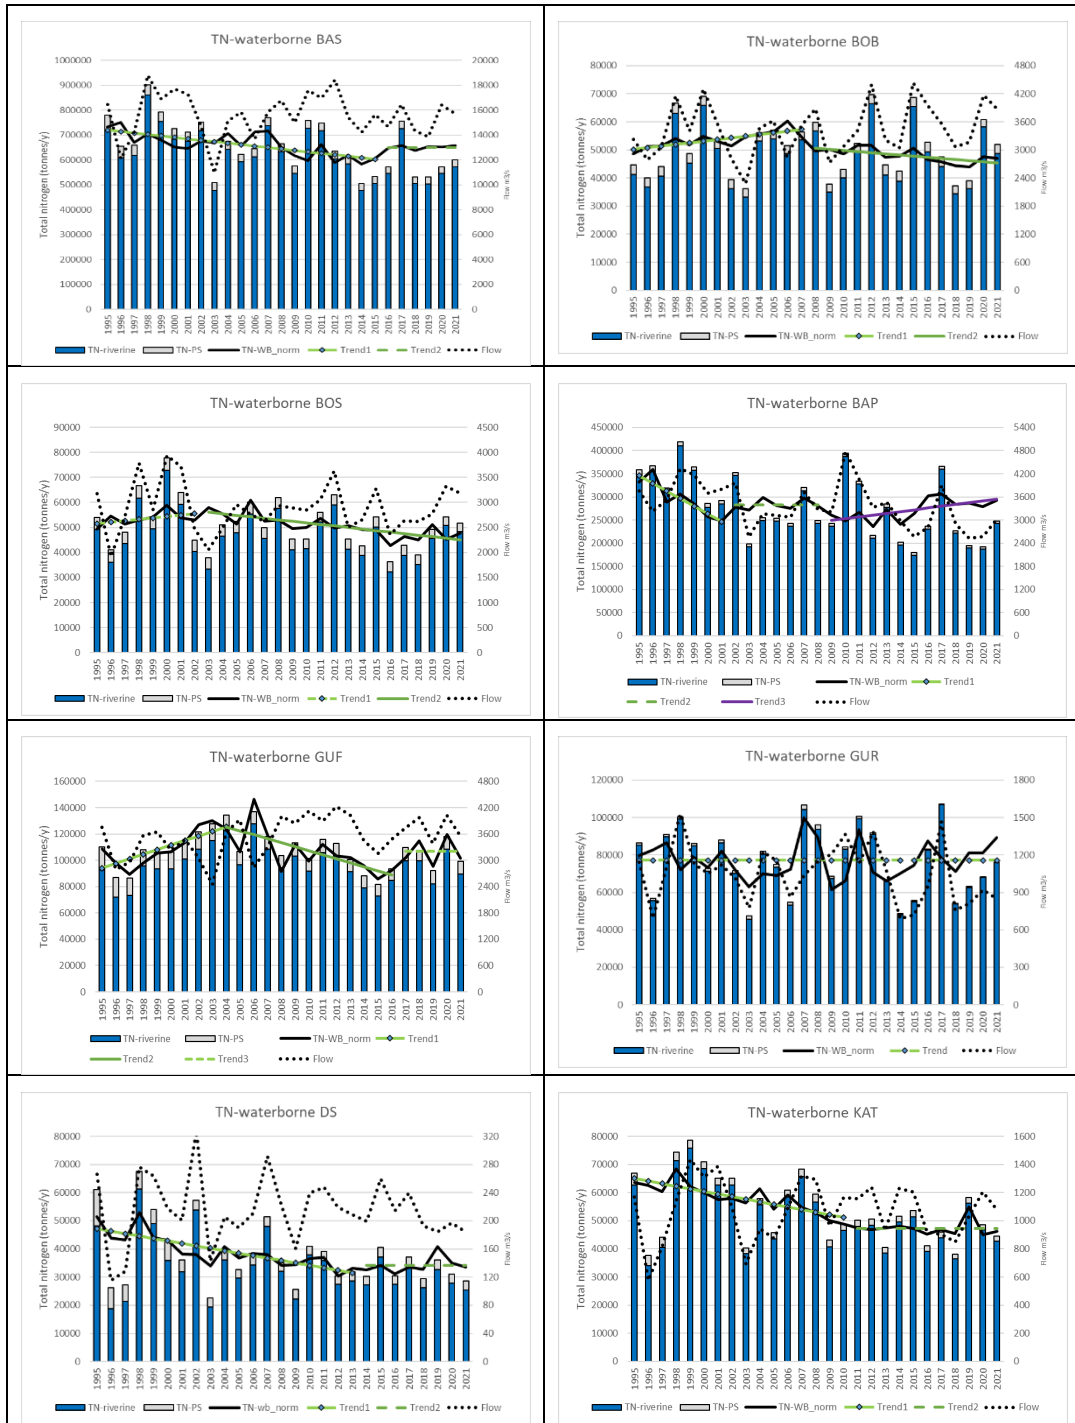 TN-waterborne BAS
1000000 20000
900000 18000
800000 16000
700000 14000
600000 12000
500000 10000
400000 8000
300000 6000
200000 4000
100000 2000
0 0
Total nitrogen (tonnes/y)
Flow m3/s
1995 1996 1997 1998 1999 2000 2001 2002 2003 2004 2005 2006 2007 2008 2009 2010 2011 2012 2013 2014 2015 2016 2017 2018 2019 2020 2021
TN-riverine TN-PS TN-WB_norm Trend1 Trend2 Flow
TN-waterborne BOB
80000 4800
70000 4200
60000 3600
50000 3000
40000 2400
30000 1800
20000 1200
10000 600
0 0
Total nitrogen (tonnes/y)
Flow m3/s
1995 1996 1997 1998 1999 2000 2001 2002 2003 2004 2005 2006 2007 2008 2009 2010 2011 2012 2013 2014 2015 2016 2017 2018 2019 2020 2021
TN-riverine TN-PS TN-WB_norm Trend1 Trend2 Flow
TN-waterborne BOS
90000 4500
80000 4000
70000 3500
60000 3000
50000 2500
40000 2000
30000 1500
20000 1000
10000 500
0 0
Total nitrogen (tonnes/y)
Flow m3/s
1995 1996 1997 1998 1999 2000 2001 2002 2003 2004 2005 2006 2007 2008 2009 2010 2011 2012 2013 2014 2015 2016 2017 2018 2019 2020 2021
TN-riverine TN-PS TN-WB_norm Trend1 Trend2 Flow
TN-waterborne BAP
450000 5400
400000 4800
350000 4200
300000 3600
250000 3000
200000 2400
150000 1800
100000 1200
50000 600
0 0
Total nitrogen (tonnes/y)
Flow m3/s
1995 1996 1997 1998 1999 2000 2001 2002 2003 2004 2005 2006 2007 2008 2009 2010 2011 2012 2013 2014 2015 2016 2017 2018 2019 2020 2021
TN-riverine TN-PS TN-WB_norm Trend1
Trend2 Trend3 Flow
TN-waterborne GUF
160000 4800
140000 4200
120000 3600
100000 3000
80000 2400
60000 1800
40000 1200
20000 600
0 0
Total nitrogen (tonnes/y)
Flow m3/s
1995 1996 1997 1998 1999 2000 2001 2002 2003 2004 2005 2006 2007 2008 2009 2010 2011 2012 2013 2014 2015 2016 2017 2018 2019 2020 2021
TN-riverine TN-PS TN-WB_norm Trend1
Trend2 Trend3 Flow
TN-waterborne GUR
120000 1800
100000 1500
80000 1200
60000 900
40000 600
20000 300
0 0
Total nitrogen (tonnes/y)
Flow m3/s
1995 1996 1997 1998 1999 2000 2001 2002 2003 2004 2005 2006 2007 2008 2009 2010 2011 2012 2013 2014 2015 2016 2017 2018 2019 2020 2021
TN-riverine TN-PS TN-WB_norm Trend Flow
TN-waterborne DS
80000 320
70000 280
60000 240
50000 200
40000 160
30000 120
20000 80
10000 40
0 0
Total nitrogen (tonnes/y)
Flow m3/s
1995 1996 1997 1998 1999 2000 2001 2002 2003 2004 2005 2006 2007 2008 2009 2010 2011 2012 2013 2014 2015 2016 2017 2018 2019 2020 2021
TN-riverine TN-PS TN-wb_norm Trend1 Trend2 Flow
TN-waterborne KAT
80000 1600
70000 1400
60000 1200
50000 1000
40000 800
30000 600
20000 400
10000 200
0 0
Total nitrogen (tonnes/y)
Flow m3/s
1995 1996 1997 1998 1999 2000 2001 2002 2003 2004 2005 2006 2007 2008 2009 2010 2011 2012 2013 2014 2015 2016 2017 2018 2019 2020 2021
TN-riverine TN-PS TN-WB_norm Trend1 Trend2 Flow